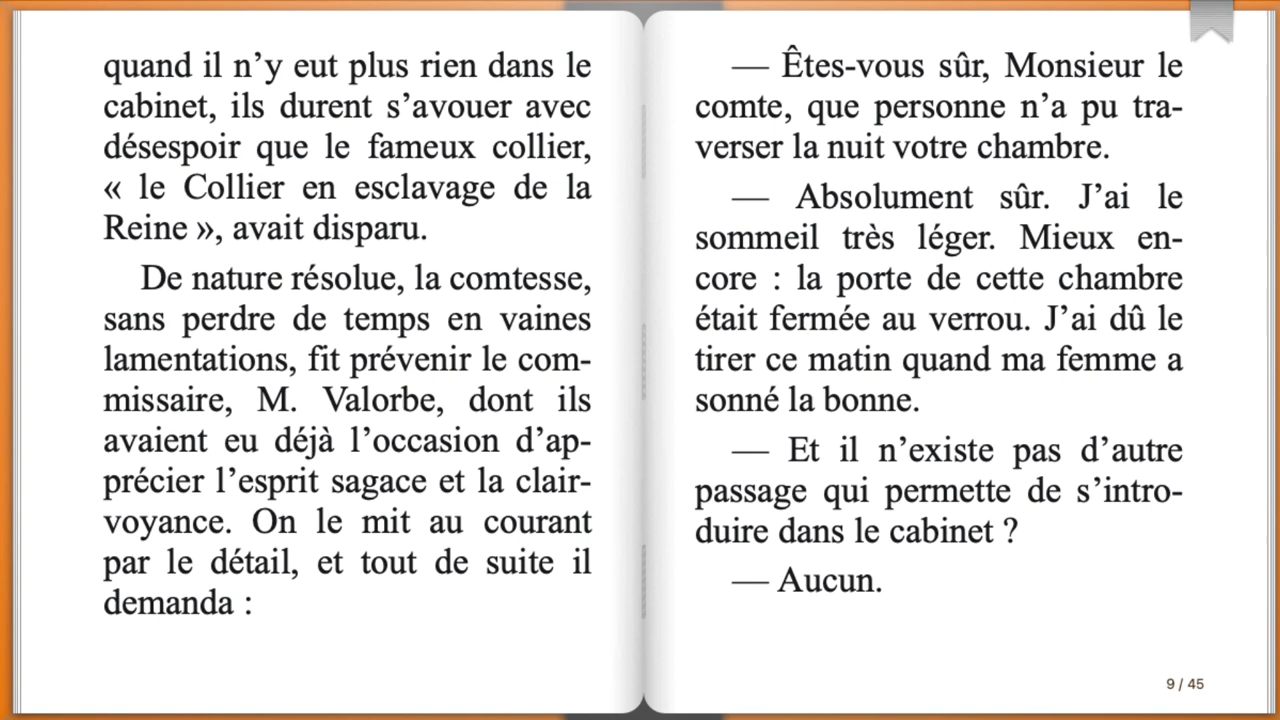 quand il n’y eut plus rien dans le
cabinet, ils durent s’avouer avec
désespoir que le fameux collier,
« le Collier en esclavage de la
Reine », avait disparu.
De nature résolue, la comtesse,
sans perdre de temps en vaines
lamentations, fit prévenir le com-
missaire, M. Valorbe, dont ils
avaient eu déjà l’occasion d’ap-
précier l’esprit sagace et la clair-
voyance. On le mit au courant
par le détail, et tout de suite il
demanda :
— Êtes-vous sûr, Monsieur le
comte, que personne n’a pu tra-
verser la nuit votre chambre.
— Absolument sûr. J’ai le
sommeil très léger. Mieux en-
core : la porte de cette chambre
était fermée au verrou. J’ai dû le
tirer ce matin quand ma femme a
sonné la bonne.
— Et il n’existe pas d’autre
passage qui permette de s’intro-
duire dans le cabinet ?
— Aucun.
9 / 45